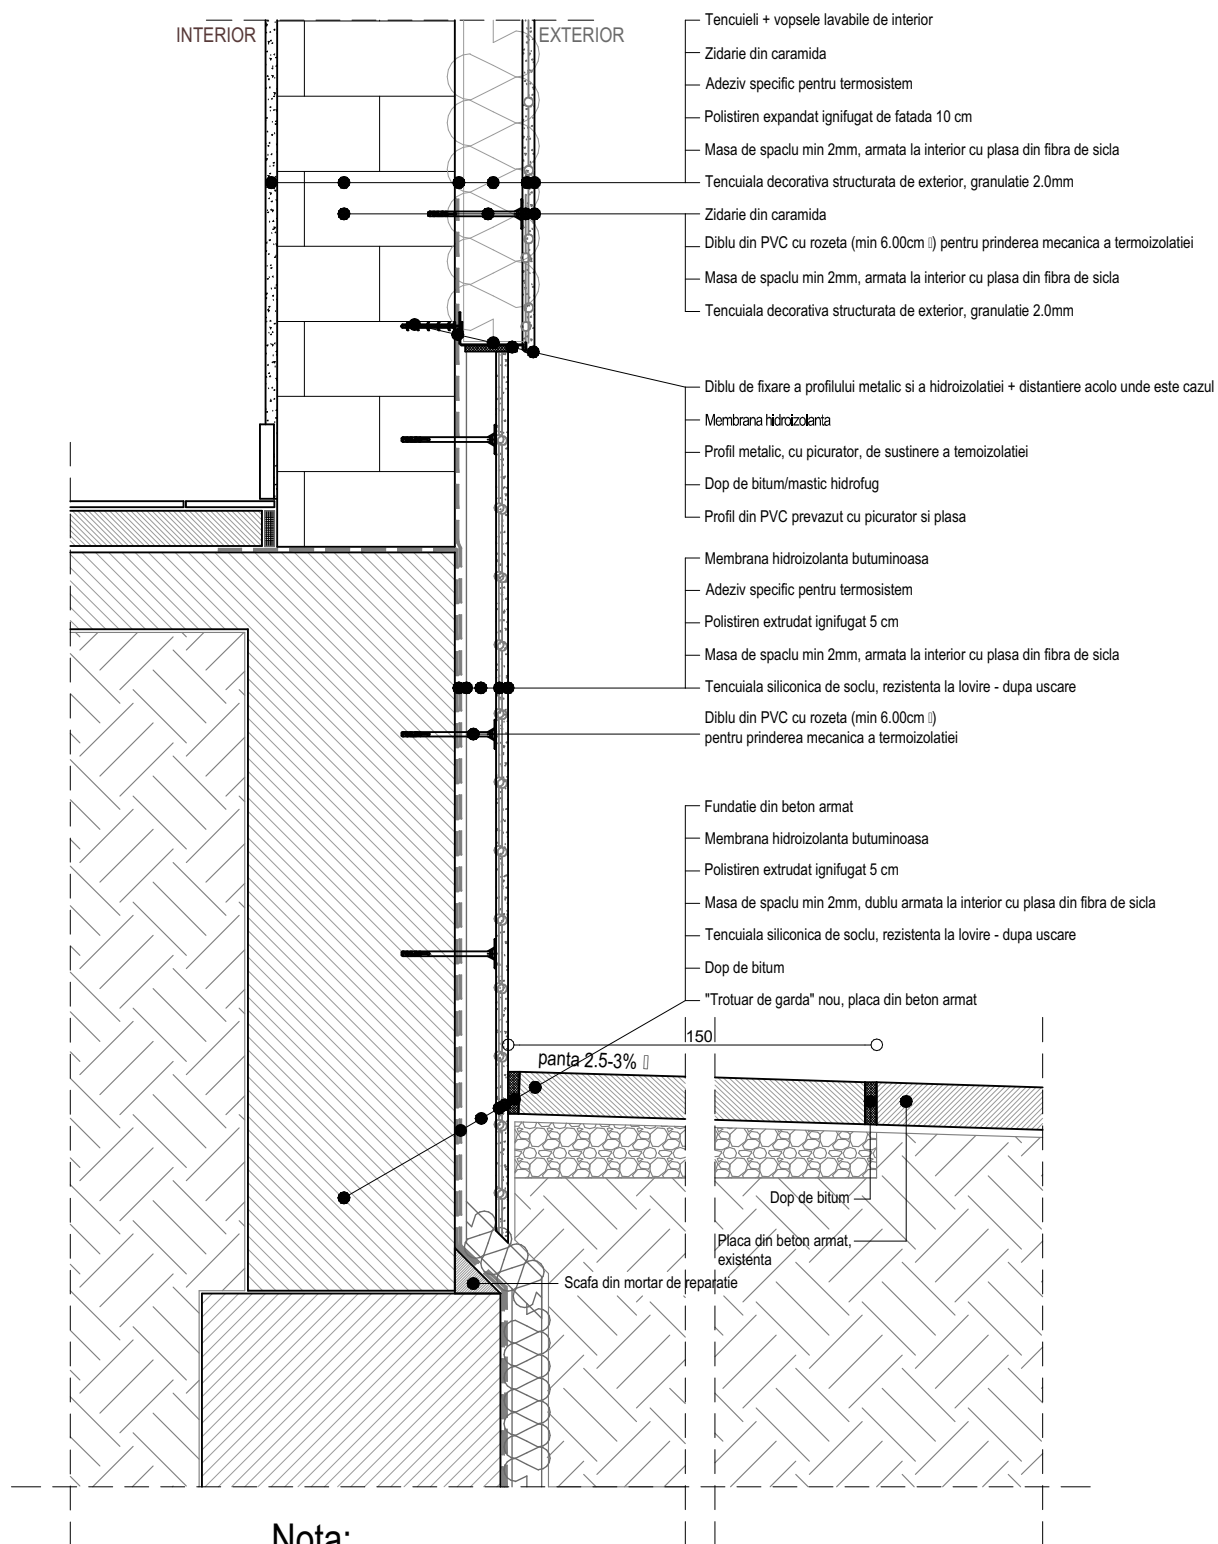 INTERIOR
EXTERIOR
Tencuieli + vopsele lavabile de interior
Zidarie din caramida
Adeziv specific pentru termosistem
Polistiren expandat ignifugat de fatada 10 cm
Masa de spaclu min 2mm, armata la interior cu plasa din fibra de sicla
Tencuiala decorativa structurata de exterior, granulatie 2.0mm
Zidarie din caramida
Diblu din PVC cu rozeta (min 6.00cm ▯) pentru prinderea mecanica a termoizolatiei
Masa de spaclu min 2mm, armata la interior cu plasa din fibra de sicla
Tencuiala decorativa structurata de exterior, granulatie 2.0mm
Diblu de fixare a profilului metalic si a hidroizolatiei + distantiere acolo unde este cazul
Membrana hidroizolanta
Profil metalic, cu picurator, de sustinere a temoizolatiei
Dop de bitum/mastic hidrofug
Profil din PVC prevazut cu picurator si plasa
Membrana hidroizolanta butuminoasa
Adeziv specific pentru termosistem
Polistiren extrudat ignifugat 5 cm
Masa de spaclu min 2mm, armata la interior cu plasa din fibra de sicla
Tencuiala siliconica de soclu, rezistenta la lovire - dupa uscare
Diblu din PVC cu rozeta (min 6.00cm ▯)
pentru prinderea mecanica a termoizolatiei
Fundatie din beton armat
Membrana hidroizolanta butuminoasa
Polistiren extrudat ignifugat 5 cm
Masa de spaclu min 2mm, dublu armata la interior cu plasa din fibra de sicla
Tencuiala siliconica de soclu, rezistenta la lovire - dupa uscare
Dop de bitum
"Trotuar de garda" nou, placa din beton armat
150
panta 2.5-3% ▯
Dop de bitum
Placa din beton armat,
existenta
Scafa din mortar de reparatie
Nota: